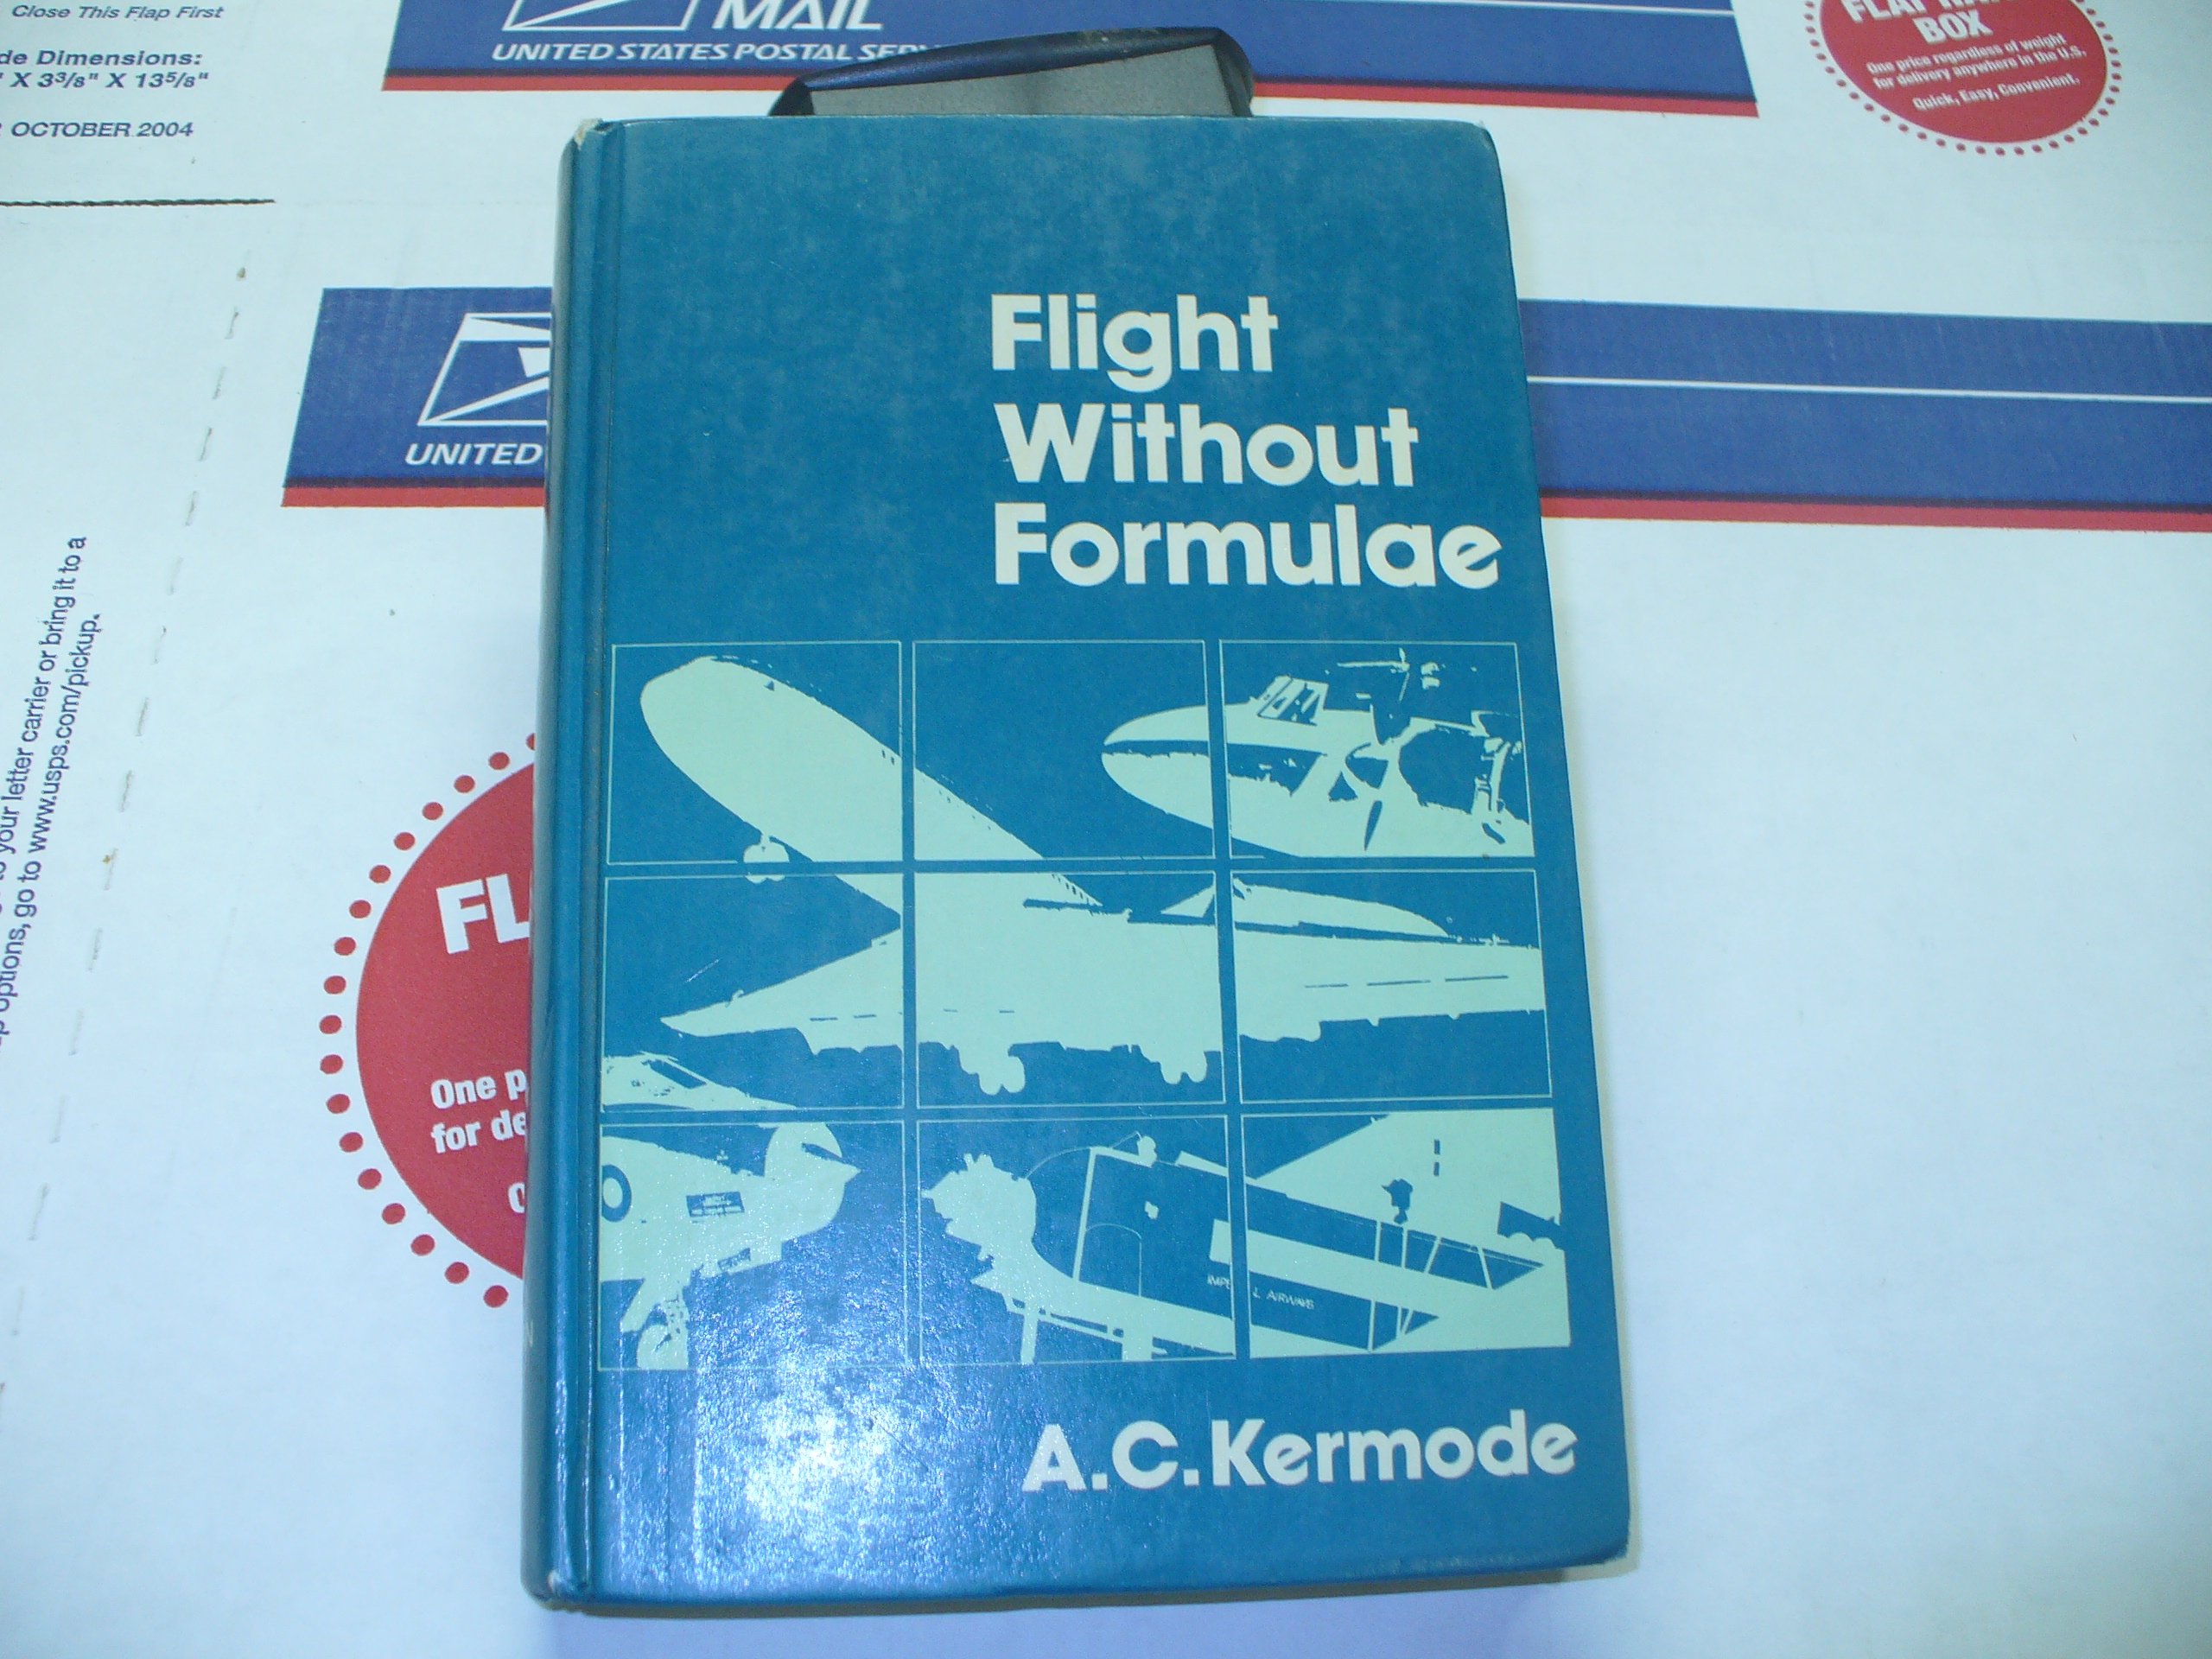 Close This Flap First
de Dimensions:
" X 3³/₈" X 13⁵/₈"
OCTOBER 2004
MAIL
UNITED STATES POSTAL SERV
BOX
One price regardless of weight
for delivery anywhere in the U.S.
Quick, Easy, Convenient.
UNITED
your letter carrier or bring it to a
options, go to www.usps.com/pickup.
FL
One p
for de
Flight
Without
Formulae
IMPE L AIRWAYS
A.C.Kermode